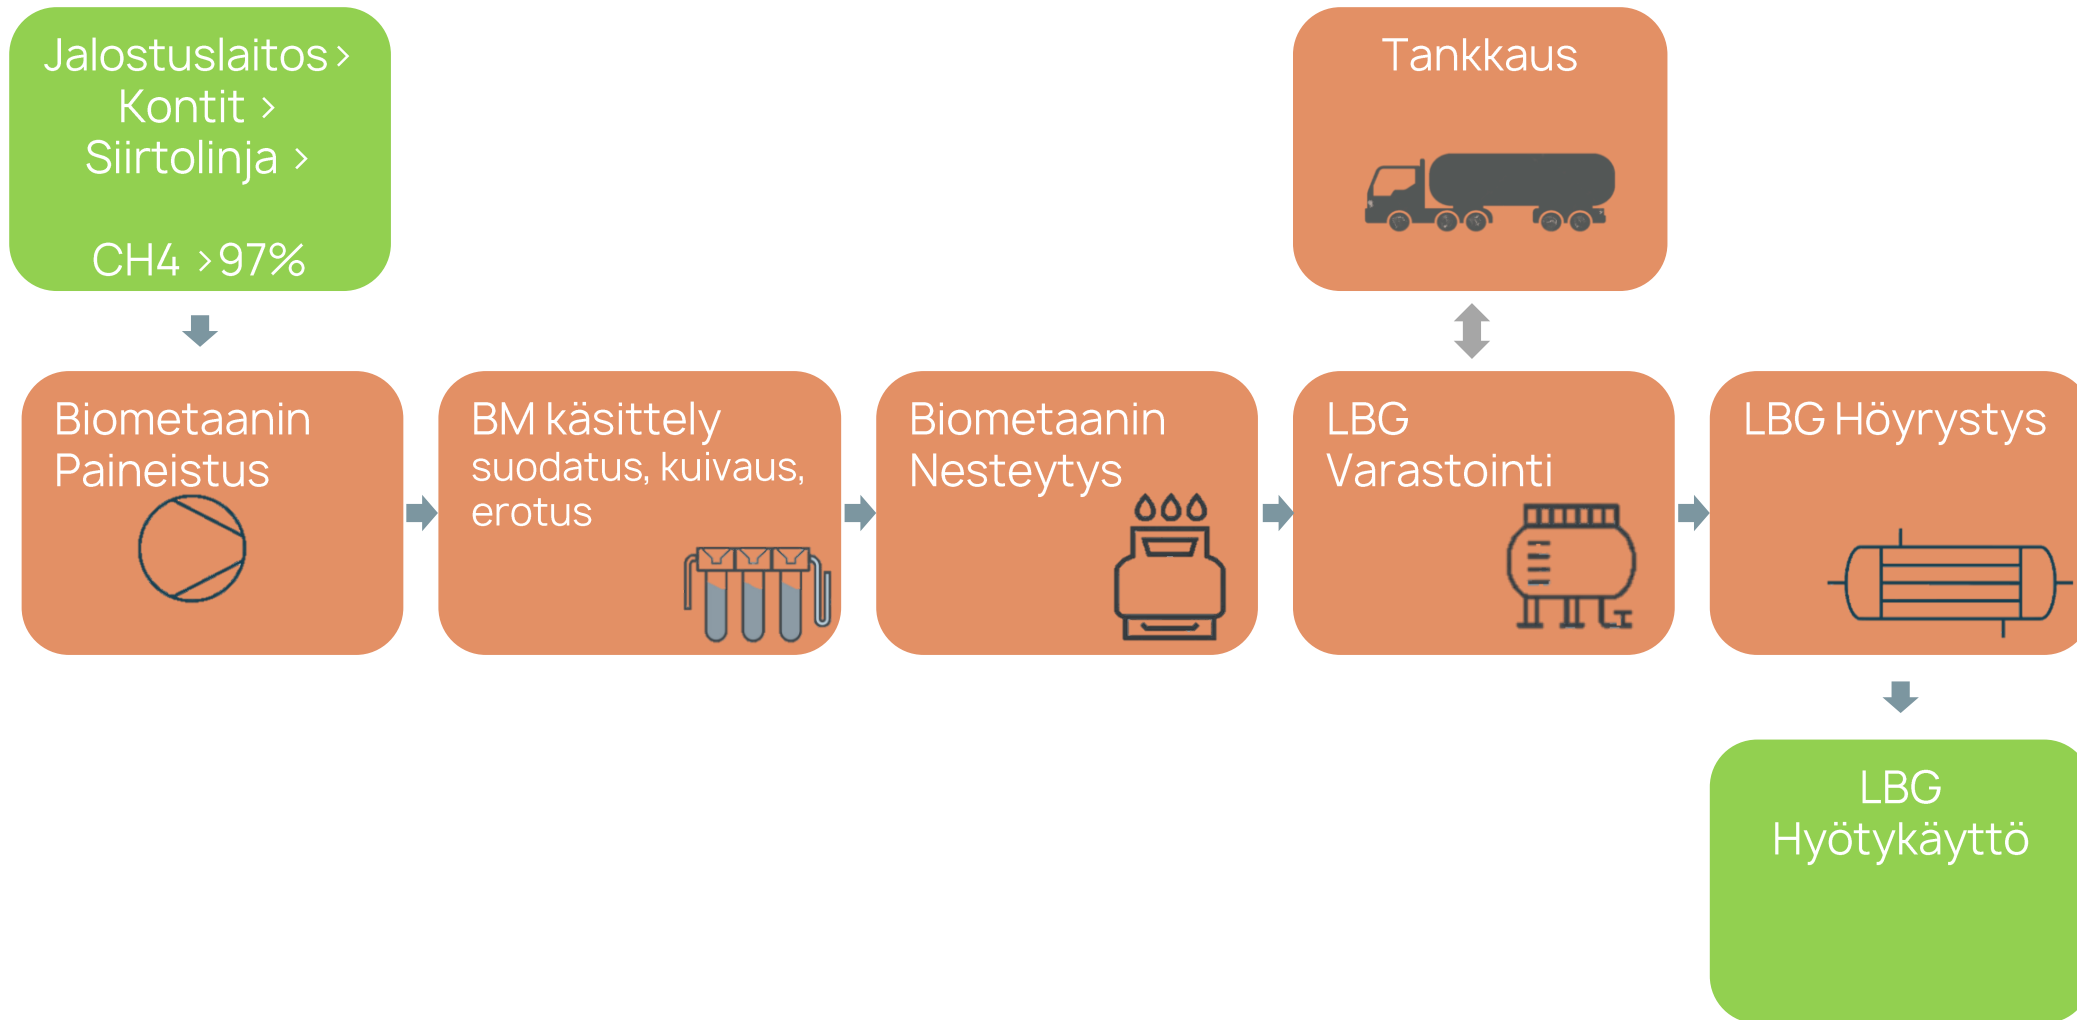 Jalostuslaitos >
Kontit >
Siirtolinja >
CH4 >97%
Tankkaus
Biometaanin
Paineistus
BM käsittely
suodatus, kuivaus,
erotus
Biometaanin
Nesteytys
LBG
Varastointi
LBG Höyrystys
LBG
Hyötykäyttö